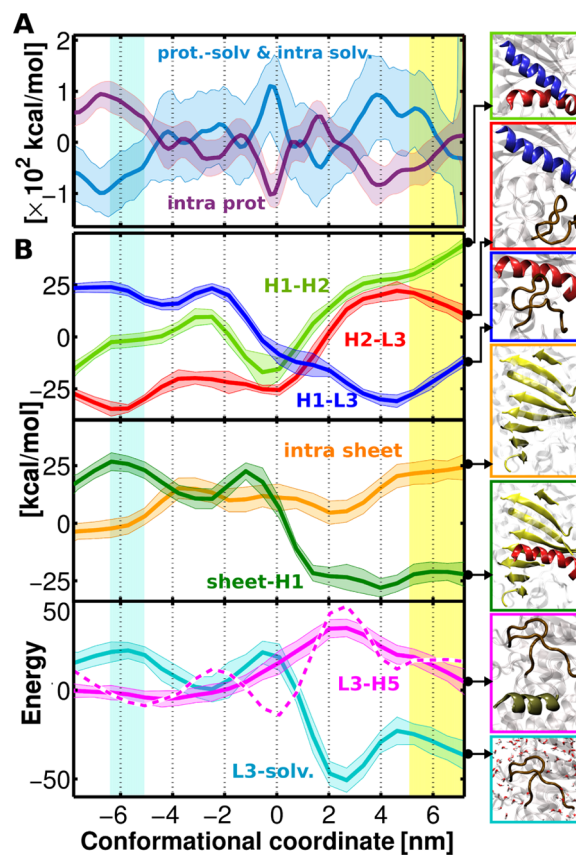 A
2
prot.-solv & intra solv.
1
0
1
intra prot
[×10² kcal/mol]
B
25
0
−25
H1-H2
H2-L3
H1-L3
25
0
−25
intra sheet
sheet-H1
[kcal/mol]
50
0
−50
L3-H5
L3-solv.
Energy
−6 −4 −2 0 2 4 6
Conformational coordinate [nm]